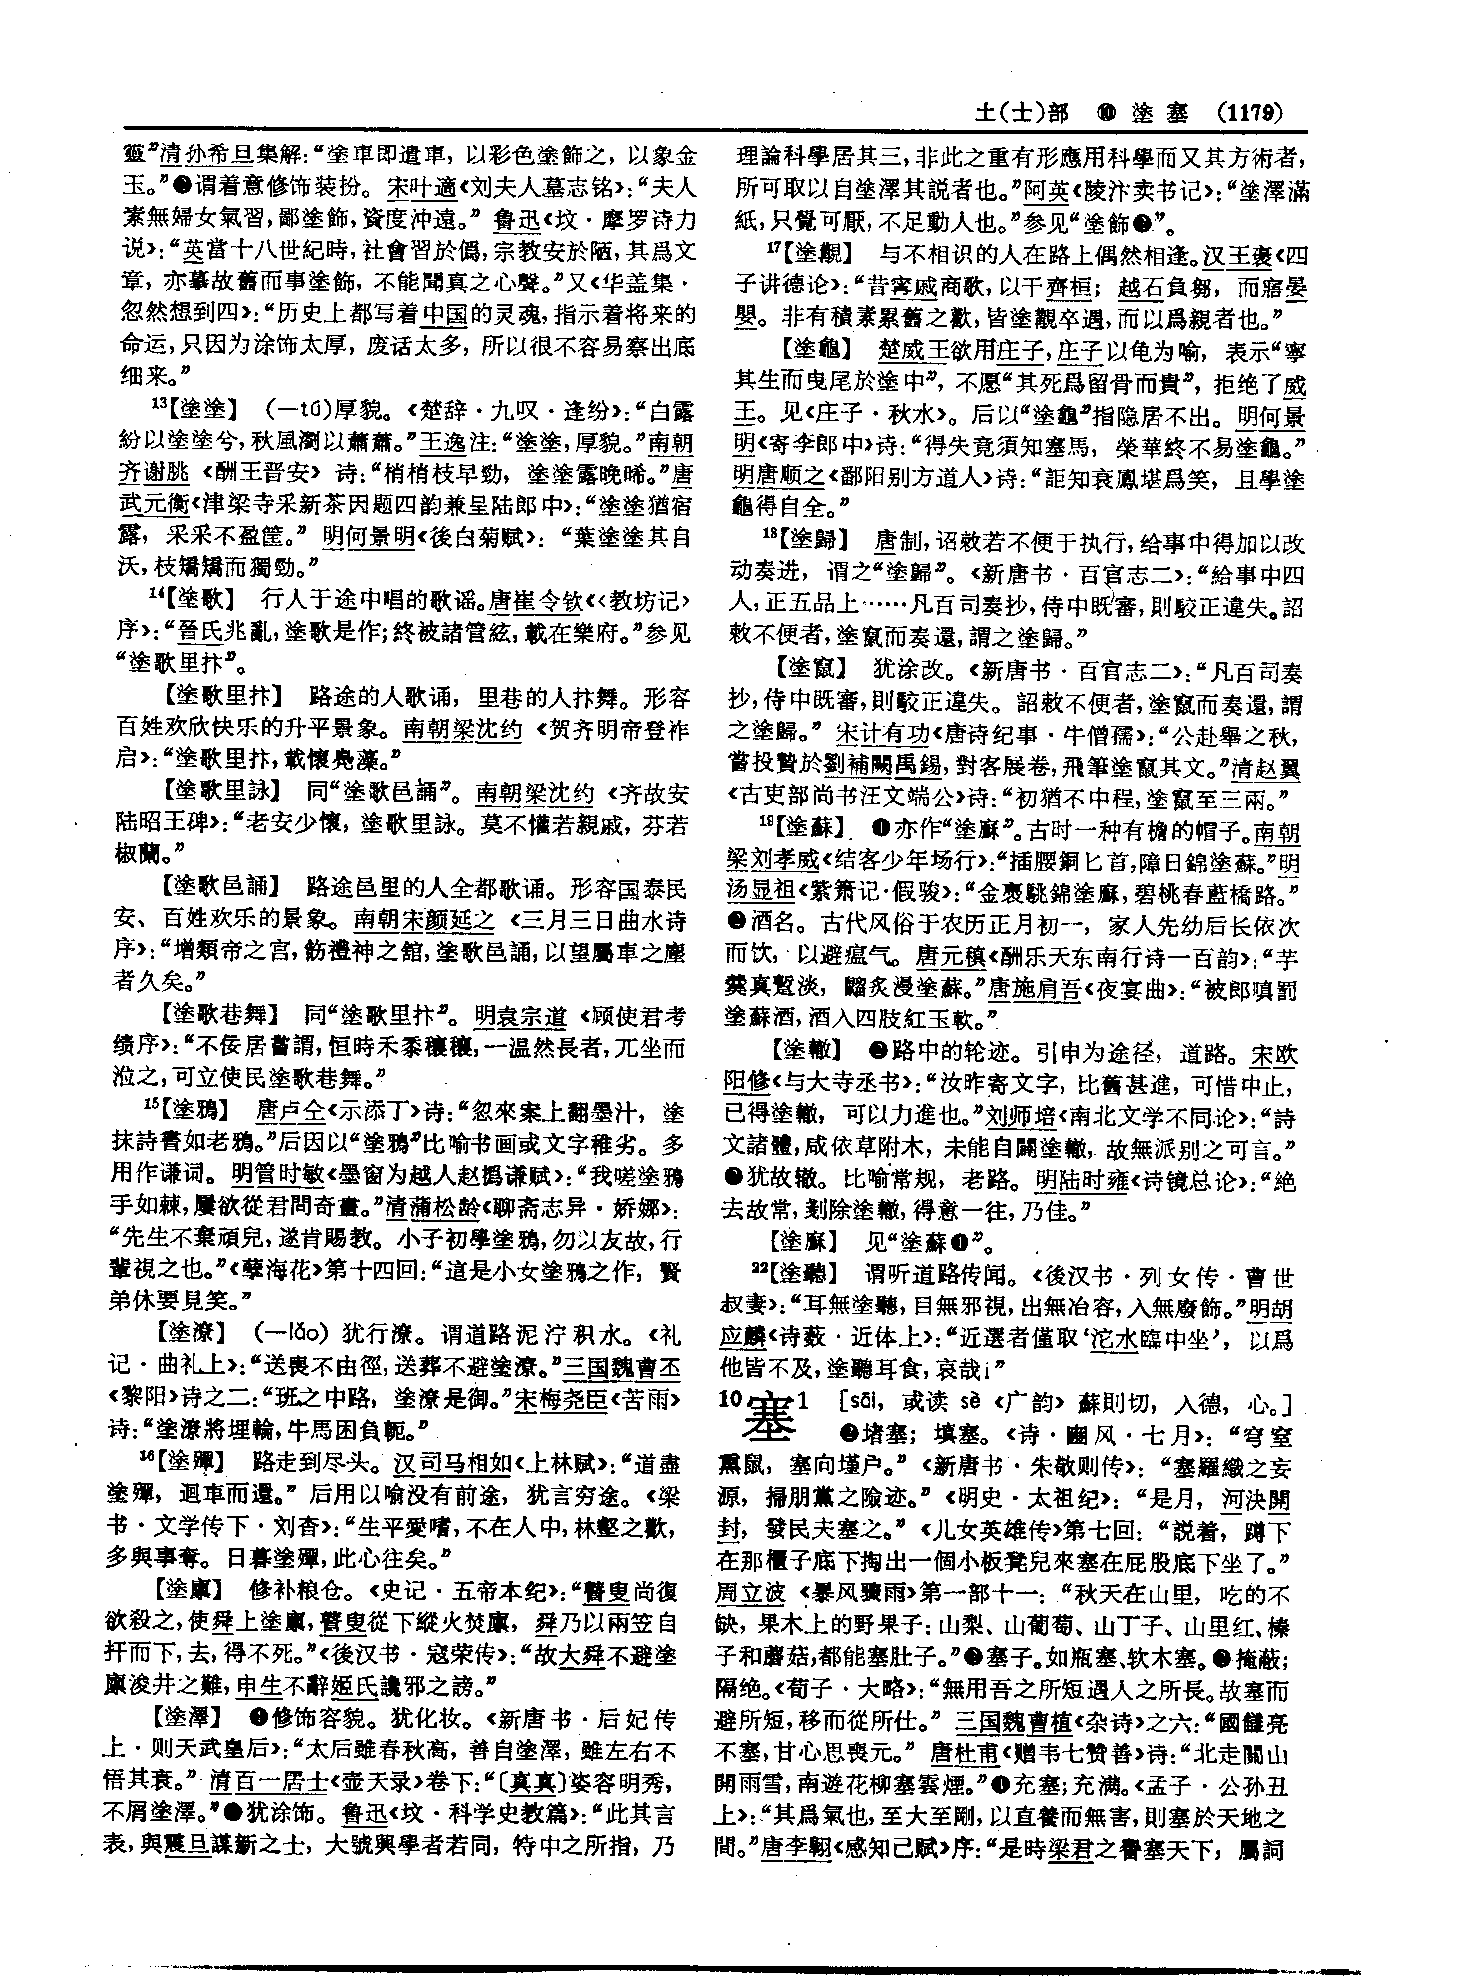 土(士)部 ⑩ 塗 塞 (1179)
靈”清孙希旦集解:“塗車即遣車，以彩色塗飾之，以象金
玉。”❷谓着意修饰装扮。宋叶適《刘夫人墓志铭》:“夫人
素無婦女氣習，鄙塗飾，資度沖遠。” 鲁迅《坟·摩罗诗力
说》:“英當十八世紀時，社會習於僞，宗教安於陋，其爲文
章，亦摹故舊而事塗飾，不能聞真之心聲。”又《华盖集·
忽然想到四》:“历史上都写着中国的灵魂，指示着将来的
命运，只因为涂饰太厚，废话太多，所以很不容易察出底
细来。”
13【塗塗】 (—tú)厚貌。《楚辞·九叹·逢纷》:“白露
紛以塗塗兮，秋風瀏以蕭蕭。”王逸注:“塗塗，厚貌。”南朝
齐谢朓《酬王晋安》诗:“梢梢枝早勁，塗塗露晚晞。”唐
武元衡《津梁寺采新茶因题四韵兼呈陆郎中》:“塗塗猶宿
露，采采不盈筐。” 明何景明《後白菊赋》:“葉塗塗其自
沃，枝矯矯而獨勁。”
14【塗歌】 行人于途中唱的歌谣。唐崔令钦《〈教坊记〉
序》:“晉氏兆亂，塗歌是作；終被諸管絃，載在樂府。”参见
“塗歌里抃”。
【塗歌里抃】 路途的人歌诵，里巷的人抃舞。形容
百姓欢欣快乐的升平景象。南朝梁沈约《贺齐明帝登祚
启》:“塗歌里抃，載懷鳧藻。”
【塗歌里詠】 同“塗歌邑誦”。南朝梁沈约《齐故安
陆昭王碑》:“老安少懷，塗歌里詠。莫不懽若親戚，芬若
椒蘭。”
【塗歌邑誦】 路途邑里的人全都歌诵。形容国泰民
安、百姓欢乐的景象。南朝宋颜延之《三月三日曲水诗
序》:“增類帝之宫，飭禮神之館，塗歌邑誦，以望屬車之塵
者久矣。”
【塗歌巷舞】 同“塗歌里抃”。明袁宗道《顾使君考
绩序》:“不佞居嘗謂，恒時禾黍穰穰，一温然長者，兀坐而
涖之，可立使民塗歌巷舞。”
15【塗鴉】 唐卢仝《示添丁》诗:“忽來案上翻墨汁，塗
抹詩書如老鴉。”后因以“塗鴉”比喻书画或文字稚劣。多
用作谦词。明管时敏《墨窗为越人赵撝谦赋》:“我嗟塗鴉
手如棘，屢欲從君問奇畫。”清蒲松龄《聊斋志异·娇娜》:
“先生不棄頑兒，遂肯賜教。小子初學塗鴉，勿以友故，行
輩視之也。”《孽海花》第十四回:“這是小女塗鴉之作，賢
弟休要見笑。”
【塗潦】 (—lǎo) 犹行潦。谓道路泥泞积水。《礼
记·曲礼上》:“送喪不由徑，送葬不避塗潦。”三国魏曹丕
《黎阳》诗之二:“班之中路，塗潦是御。”宋梅尧臣《苦雨》
诗:“塗潦將埋輪，牛馬困負軛。”
16【塗殫】 路走到尽头。汉司马相如《上林赋》:“道盡
塗殫，迴車而還。” 后用以喻没有前途，犹言穷途。《梁
书·文学传下·刘杳》:“生平愛嗜，不在人中，林壑之歡，
多與事奪。日暮塗殫，此心往矣。”
【塗廩】 修补粮仓。《史记·五帝本纪》:“瞽叟尚復
欲殺之，使舜上塗廩，瞽叟從下縱火焚廩，舜乃以兩笠自
扞而下，去，得不死。”《後汉书·寇荣传》:“故大舜不避塗
廩浚井之難，申生不辭姬氏讒邪之謗。”
【塗澤】 ❶修饰容貌。犹化妆。《新唐书·后妃传
上·则天武皇后》:“太后雖春秋高，善自塗澤，雖左右不
悟其衰。” 清百一居士《壶天录》卷下:“〔真真〕姿容明秀，
不屑塗澤。”❷犹涂饰。鲁迅《坟·科学史教篇》:“此其言
表，與震旦謀新之士，大號興學者若同，特中之所指，乃
理論科學居其三，非此之重有形應用科學而又其方術者，
所可取以自塗澤其説者也。”阿英《陵汴卖书记》:“塗澤滿
紙，只覺可厭，不足動人也。”参见“塗飾❷”。
17【塗覯】 与不相识的人在路上偶然相逢。汉王褒《四
子讲德论》:“昔甯戚商歌，以干齊桓；越石負芻，而寤晏
嬰。非有積素累舊之歡，皆塗覯卒遇，而以爲親者也。”
【塗龜】 楚威王欲用庄子，庄子以龟为喻，表示“寧
其生而曳尾於塗中”，不愿“其死爲留骨而貴”，拒绝了威
王。见《庄子·秋水》。后以“塗龜”指隐居不出。明何景
明《寄李郎中》诗:“得失竟須知塞馬，榮華終不易塗龜。”
明唐顺之《鄱阳别方道人》诗:“詎知衰鳳堪爲笑，且學塗
龜得自全。”
18【塗歸】 唐制，诏敕若不便于执行，给事中得加以改
动奏进，谓之“塗歸”。《新唐书·百官志二》:“給事中四
人，正五品上……凡百司奏抄，侍中既審，則駁正違失。詔
敕不便者，塗竄而奏還，謂之塗歸。”
【塗竄】 犹涂改。《新唐书·百官志二》:“凡百司奏
抄，侍中既審，則駁正違失。詔敕不便者，塗竄而奏還，謂
之塗歸。” 宋计有功《唐诗纪事·牛僧孺》:“公赴舉之秋，
嘗投贄於劉補闕禹錫，對客展卷，飛筆塗竄其文。”清赵翼
《古吏部尚书汪文端公》诗:“初猶不中程，塗竄至三兩。”
19【塗蘇】 ❶亦作“塗廯”。古时一种有檐的帽子。南朝
梁刘孝威《结客少年场行》:“插腰銅匕首，障日錦塗蘇。”明
汤显祖《紫箫记·假骏》:“金褭駣錦塗廯，碧桃春藍橋路。”
❷酒名。古代风俗于农历正月初一，家人先幼后长依次
而饮，以避瘟气。唐元稹《酬乐天东南行诗一百韵》:“芋
羹真暫淡，䶉炙漫塗蘇。”唐施肩吾《夜宴曲》:“被郎嗔罰
塗蘇酒，酒入四肢紅玉軟。”
【塗轍】 ❶路中的轮迹。引申为途径，道路。宋欧
阳修《与大寺丞书》:“汝昨寄文字，比舊甚進，可惜中止，
已得塗轍，可以力進也。”刘师培《南北文学不同论》:“詩
文諸體，咸依草附木，未能自闢塗轍，故無派别之可言。”
❷犹故辙。比喻常规，老路。明陆时雍《诗镜总论》:“絶
去故常，剗除塗轍，得意一往，乃佳。”
【塗廯】 见“塗蘇❶”。
22【塗聽】 谓听道路传闻。《後汉书·列女传·曹世
叔妻》:“耳無塗聽，目無邪視，出無冶容，入無廢飾。”明胡
应麟《诗薮·近体上》:“近選者僅取‘沱水臨中坐’，以爲
他皆不及，塗聽耳食，哀哉！”
10塞1 [sāi，或读 sè 《广韵》蘇則切，入德，心。]
❶堵塞；填塞。《诗·豳风·七月》:“穹窒
熏鼠，塞向墐户。”《新唐书·朱敬则传》:“塞羅織之妄
源，掃朋黨之險迹。”《明史·太祖纪》:“是月，河決開
封，發民夫塞之。”《儿女英雄传》第七回:“説着，蹲下
在那櫃子底下掏出一個小板凳兒來塞在屁股底下坐了。”
周立波《暴风骤雨》第一部十一:“秋天在山里，吃的不
缺，果木上的野果子:山梨、山葡萄、山丁子、山里红、榛
子和蘑菇，都能塞肚子。”❷塞子。如瓶塞、软木塞。❸掩蔽；
隔绝。《荀子·大略》:“無用吾之所短遇人之所長。故塞而
避所短，移而從所仕。” 三国魏曹植《杂诗》之六:“國讎亮
不塞，甘心思喪元。” 唐杜甫《赠韦七赞善》诗:“北走關山
開雨雪，南遊花柳塞雲煙。”❹充塞；充满。《孟子·公孙丑
上》:“其爲氣也，至大至剛，以直養而無害，則塞於天地之
間。”唐李翱《感知己赋》序:“是時梁君之譽塞天下，屬詞